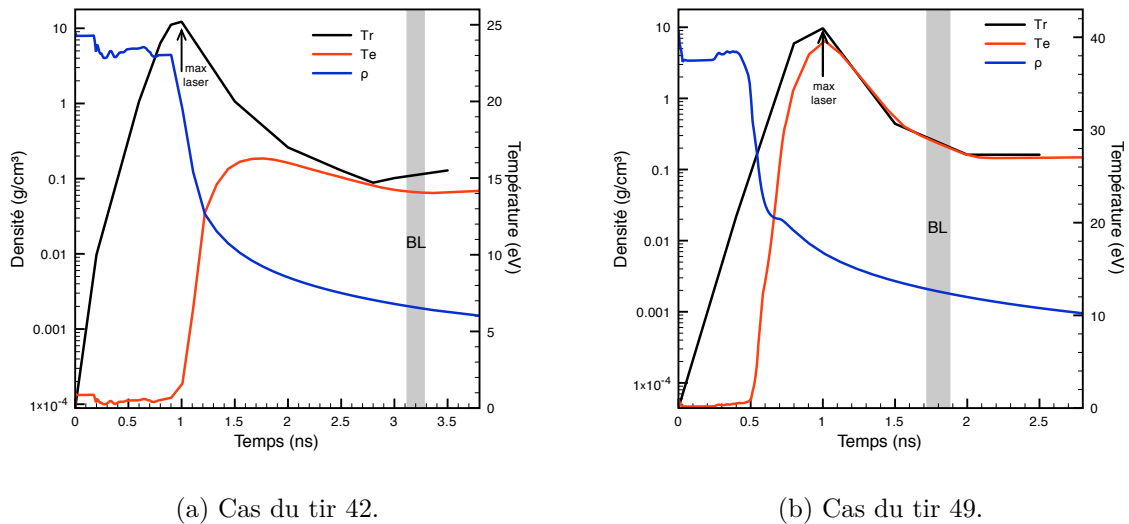 10
1
0.1
0.01
0.001
1×10⁻⁴
Densité (g/cm³)
0 0.5 1 1.5 2 2.5 3 3.5
Temps (ns)
25
20
15
10
5
0
Température (eV)
Tr
Te
ρ
max
laser
BL
(a) Cas du tir 42.
10
1
0.1
0.01
0.001
1×10⁻⁴
Densité (g/cm³)
0 0.5 1 1.5 2 2.5
Temps (ns)
40
30
20
10
0
Température (eV)
Tr
Te
ρ
max
laser
BL
(b) Cas du tir 49.